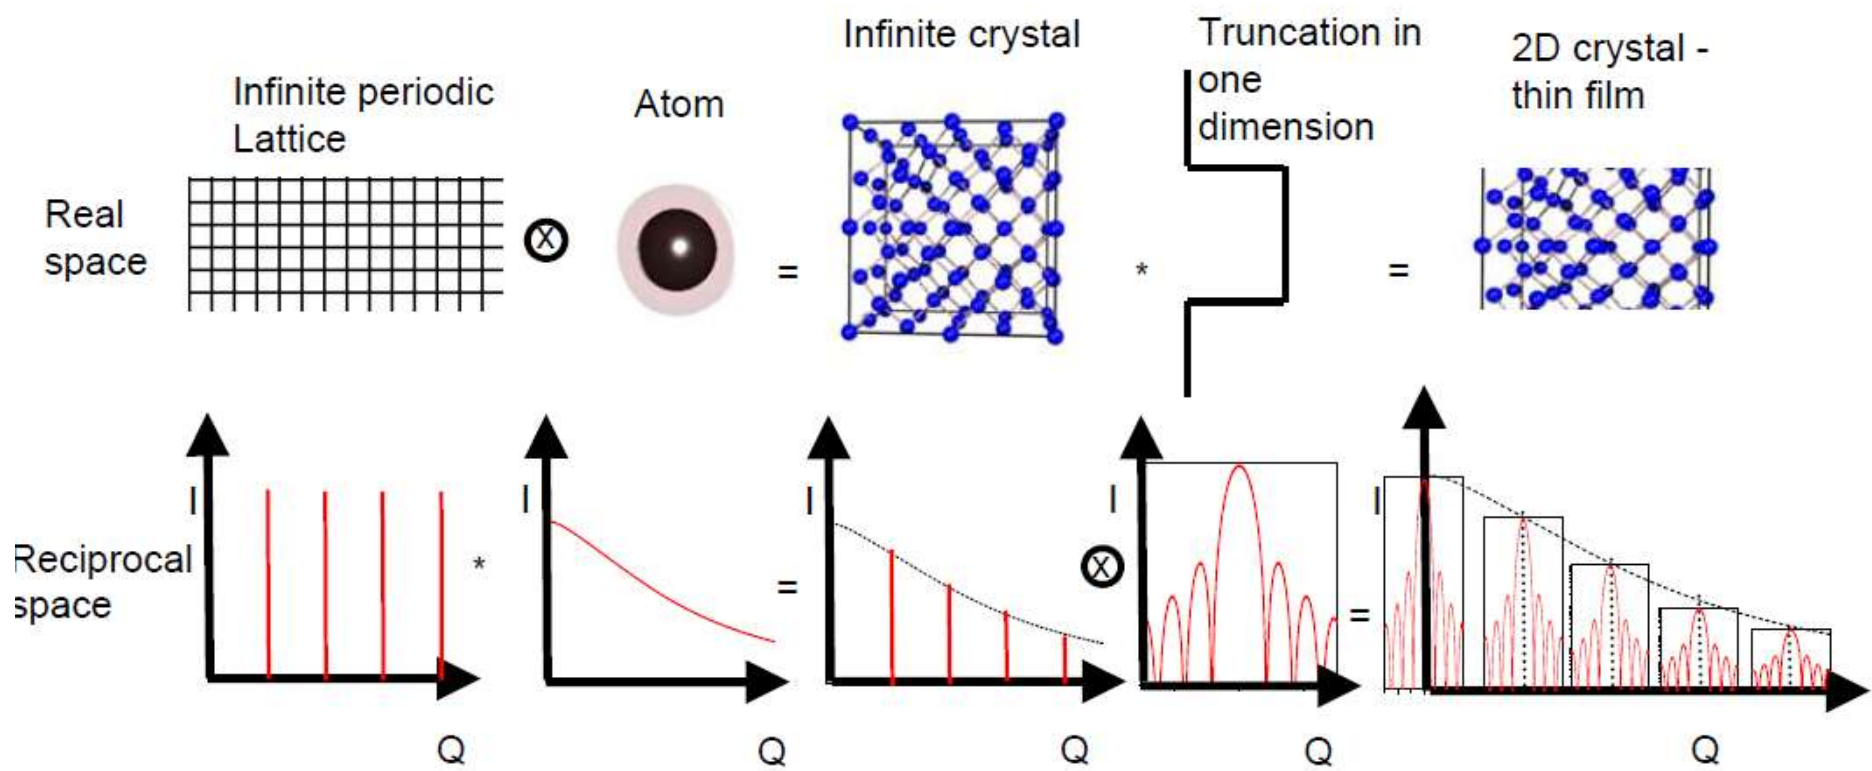 Infinite periodic
Lattice
Atom
Infinite crystal
Truncation in
one
dimension
2D crystal -
thin film
Real
space
X
=
*
=
Reciprocal
space
I
*
I
=
I
X
I
=
I
Q
Q
Q
Q
Q